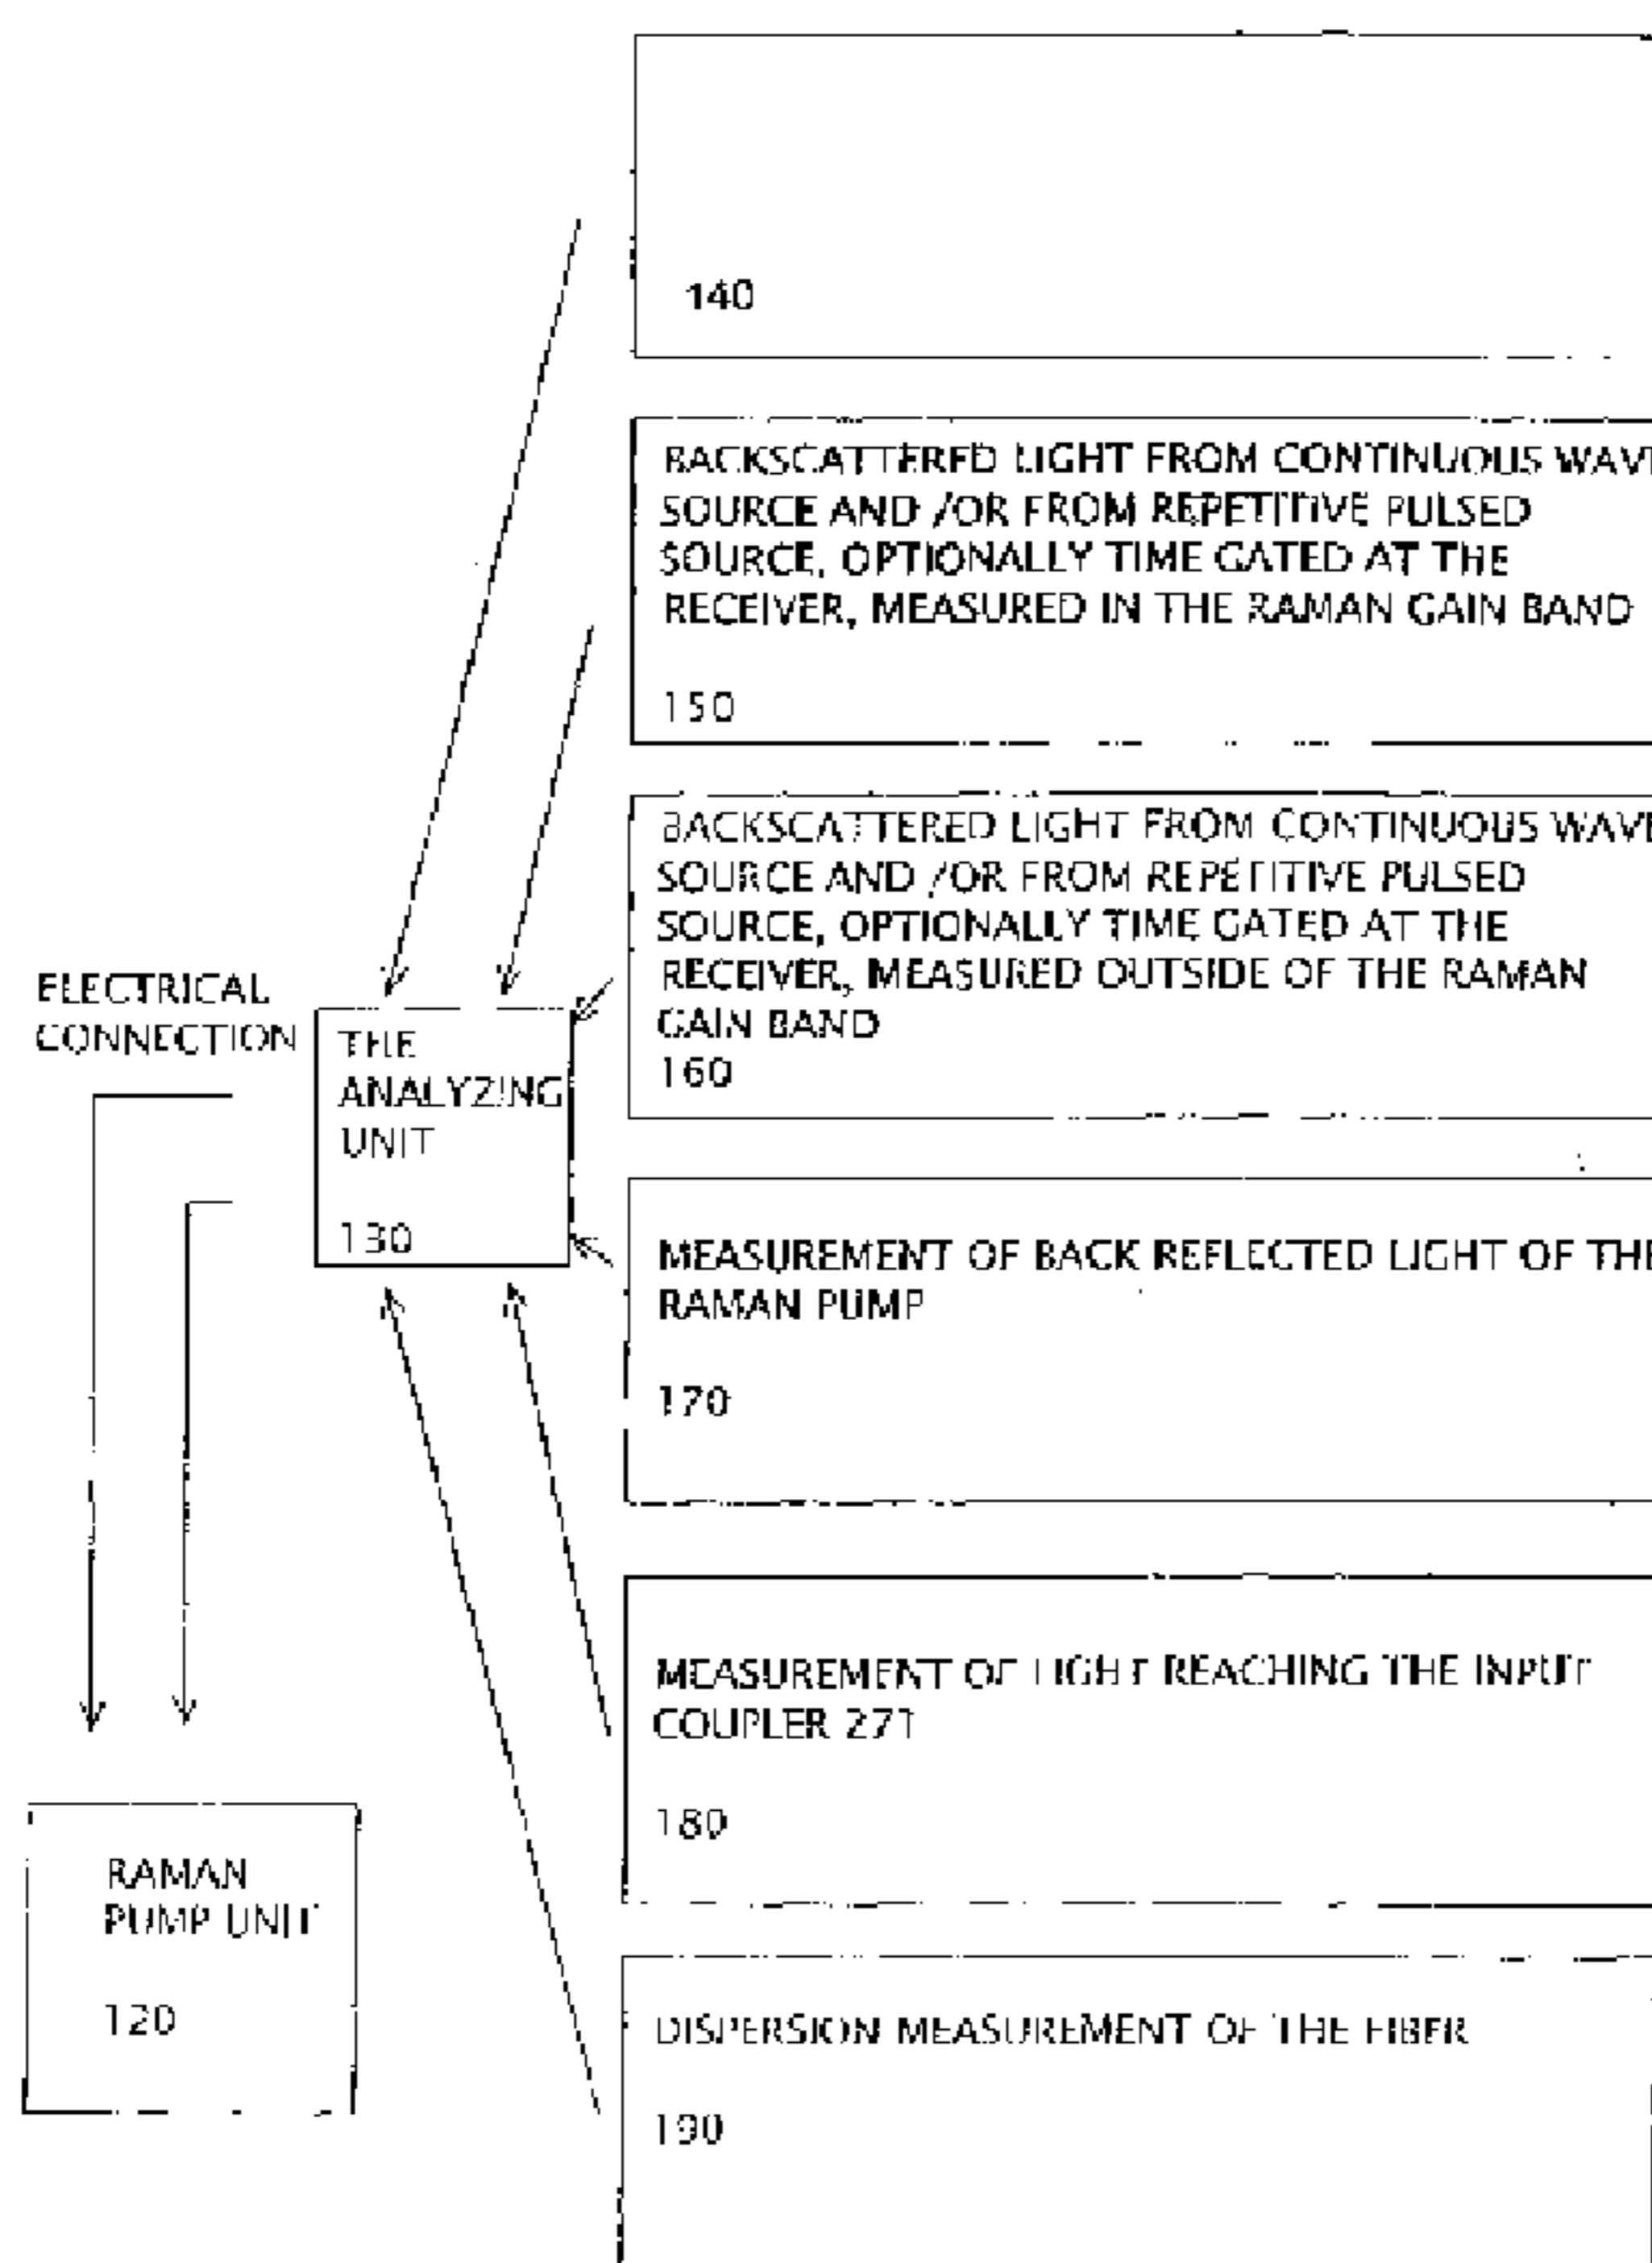 140
BACKSCATTERED LIGHT FROM CONTINUOUS WAVE
SOURCE AND /OR FROM REPETITIVE PULSED
SOURCE, OPTIONALLY TIME GATED AT THE
RECEIVER, MEASURED IN THE RAMAN GAIN BAND
150
BACKSCATTERED LIGHT FROM CONTINUOUS WAVE
SOURCE AND /OR FROM REPETITIVE PULSED
SOURCE, OPTIONALLY TIME GATED AT THE
RECEIVER, MEASURED OUTSIDE OF THE RAMAN
GAIN BAND
160
ELECTRICAL
CONNECTION
THE
ANALYZING
UNIT
130
MEASUREMENT OF BACK REFLECTED LIGHT OF THE
RAMAN PUMP
170
MEASUREMENT OF LIGHT REACHING THE INPUT
COUPLER 271
180
RAMAN
PUMP UNIT
120
DISPERSION MEASUREMENT OF THE FIBER
190